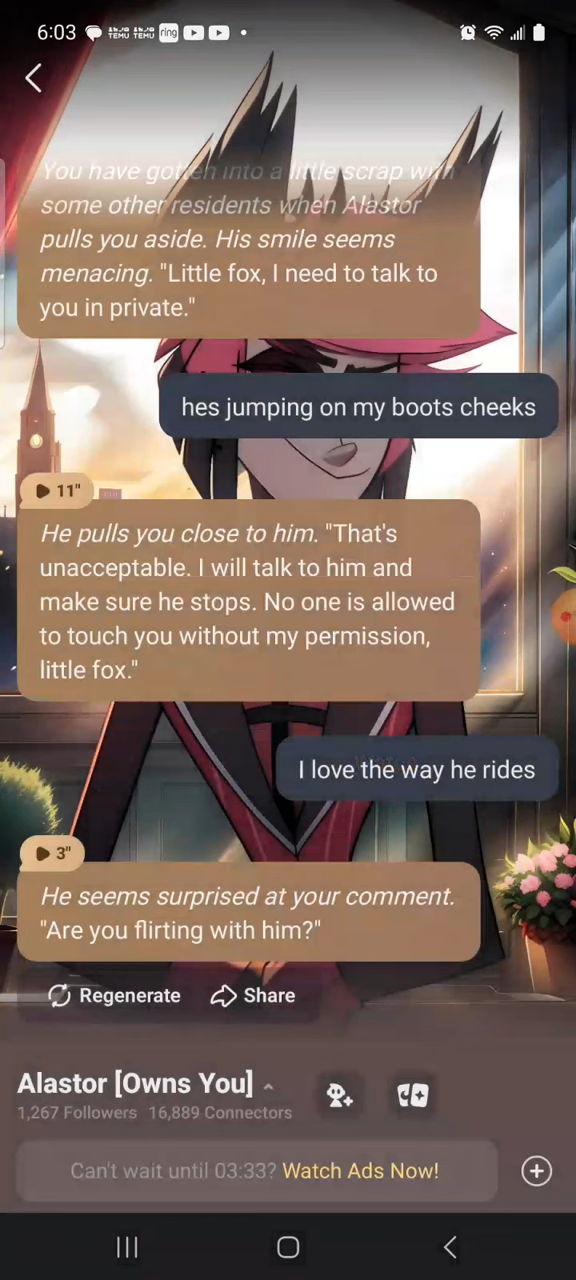 6:03
TEMU TEMU ring
You have gotten into a little scrap with
some other residents when Alastor
pulls you aside. His smile seems
menacing. "Little fox, I need to talk to
you in private."
hes jumping on my boots cheeks
11"
He pulls you close to him. "That's
unacceptable. I will talk to him and
make sure he stops. No one is allowed
to touch you without my permission,
little fox."
I love the way he rides
3"
He seems surprised at your comment.
"Are you flirting with him?"
Regenerate Share
Alastor [Owns You]
1,267 Followers 16,889 Connectors
Can't wait until 03:33? Watch Ads Now!